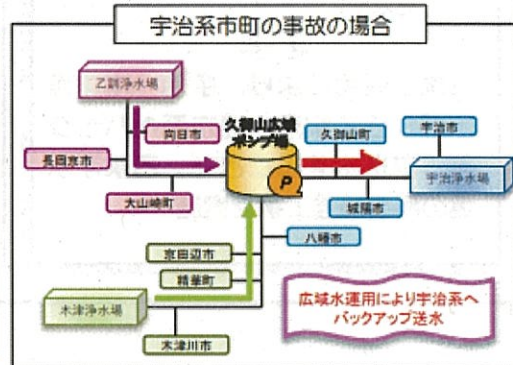 宇治系市町の事故の場合
乙訓浄水場
向日市
長岡京市
大山崎町
久御山広域
ポンプ場
P
久御山町
宇治市
宇治浄水場
城陽市
八幡市
京田辺市
精華町
木津浄水場
木津川市
広域水運用により宇治系へ
バックアップ送水